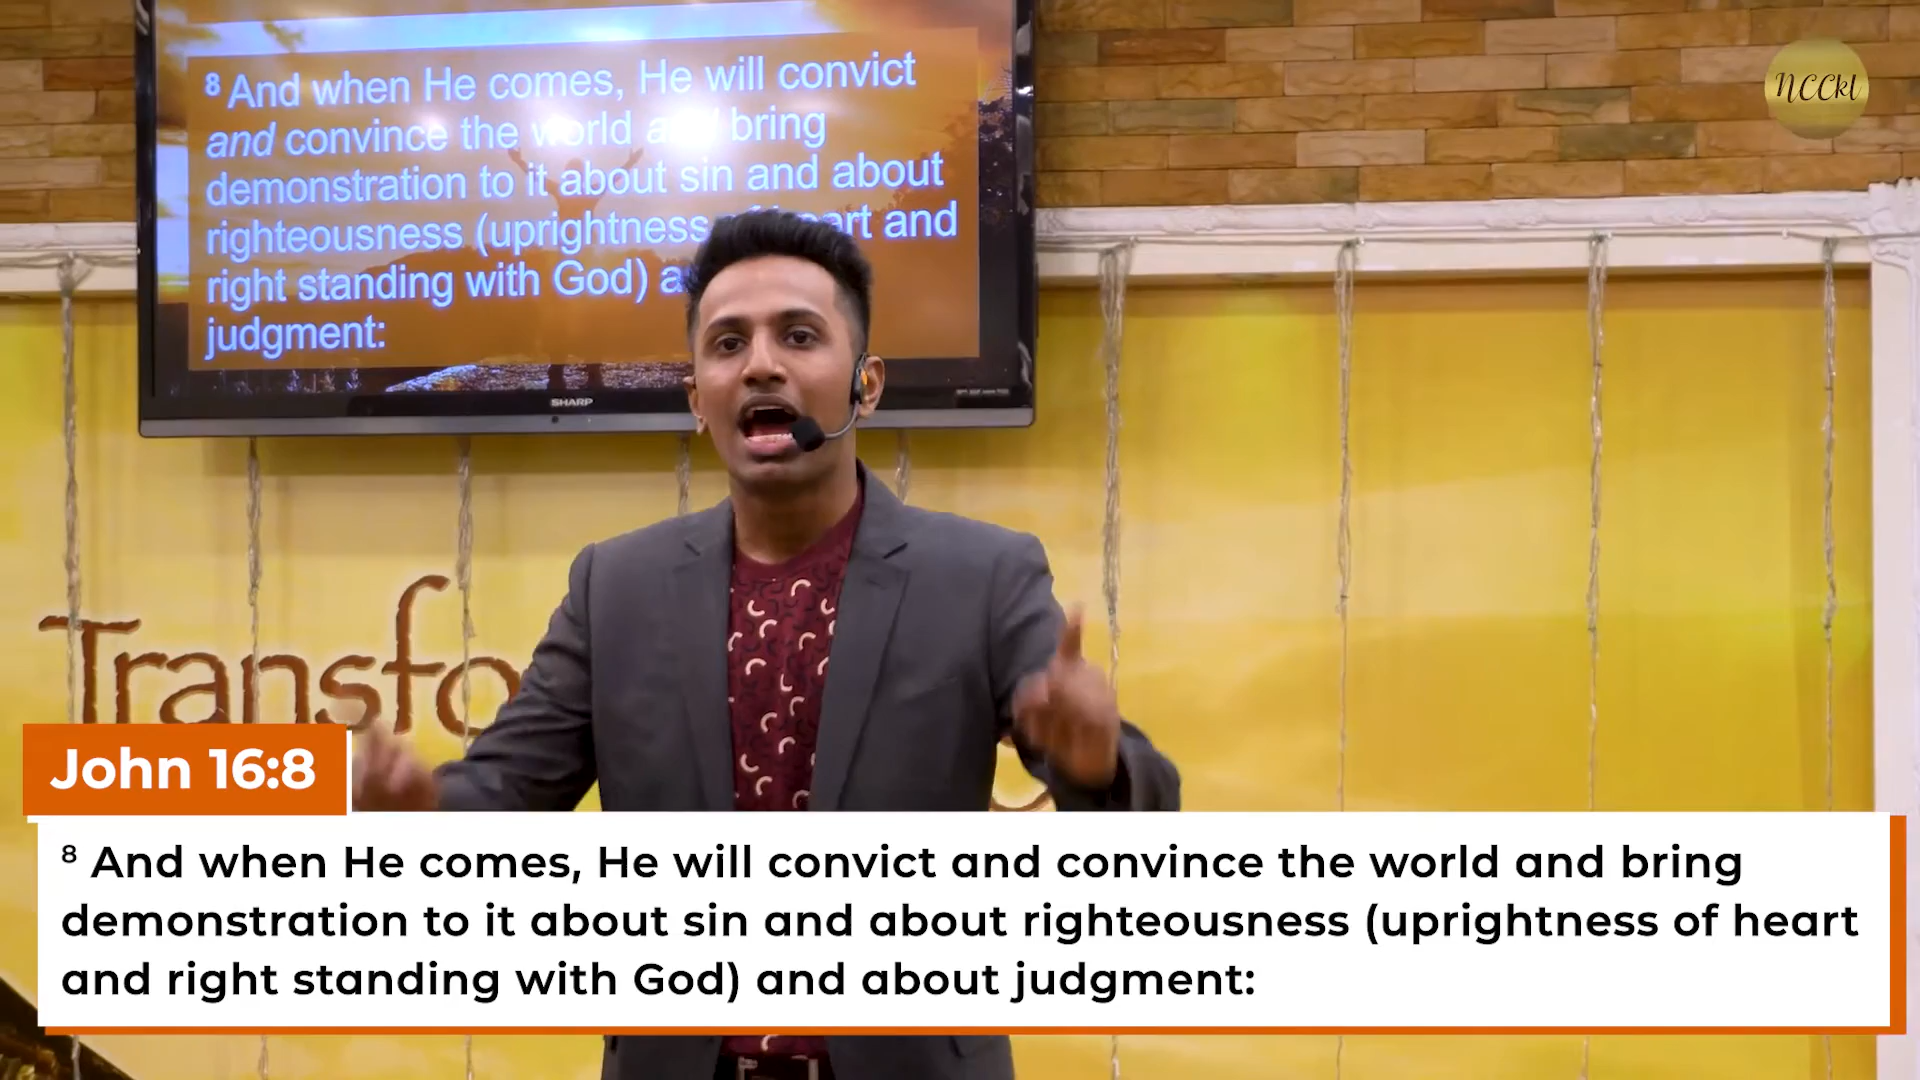 8 And when He comes, He will convict
and convince the world and bring
demonstration to it about sin and about
righteousness (uprightness heart and
right standing with God)
judgment:
SHARP
NCCkl
Transfo
John 16:8
8 And when He comes, He will convict and convince the world and bring
demonstration to it about sin and about righteousness (uprightness of heart
and right standing with God) and about judgment: